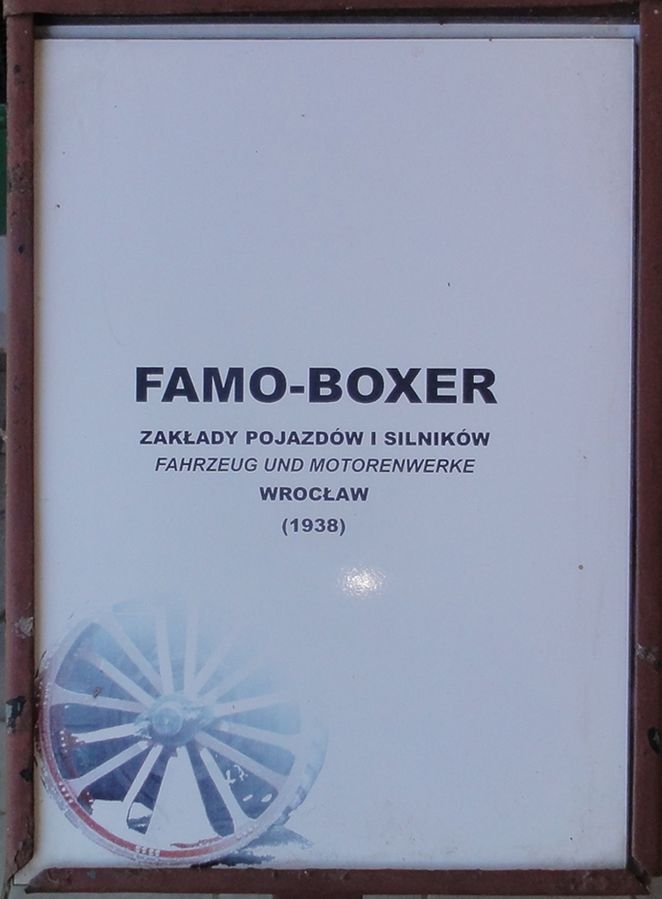 FAMO-BOXER
ZAKŁADY POJAZDÓW I SILNIKÓW
FAHRZEUG UND MOTORENWERKE
WROCŁAW
(1938)